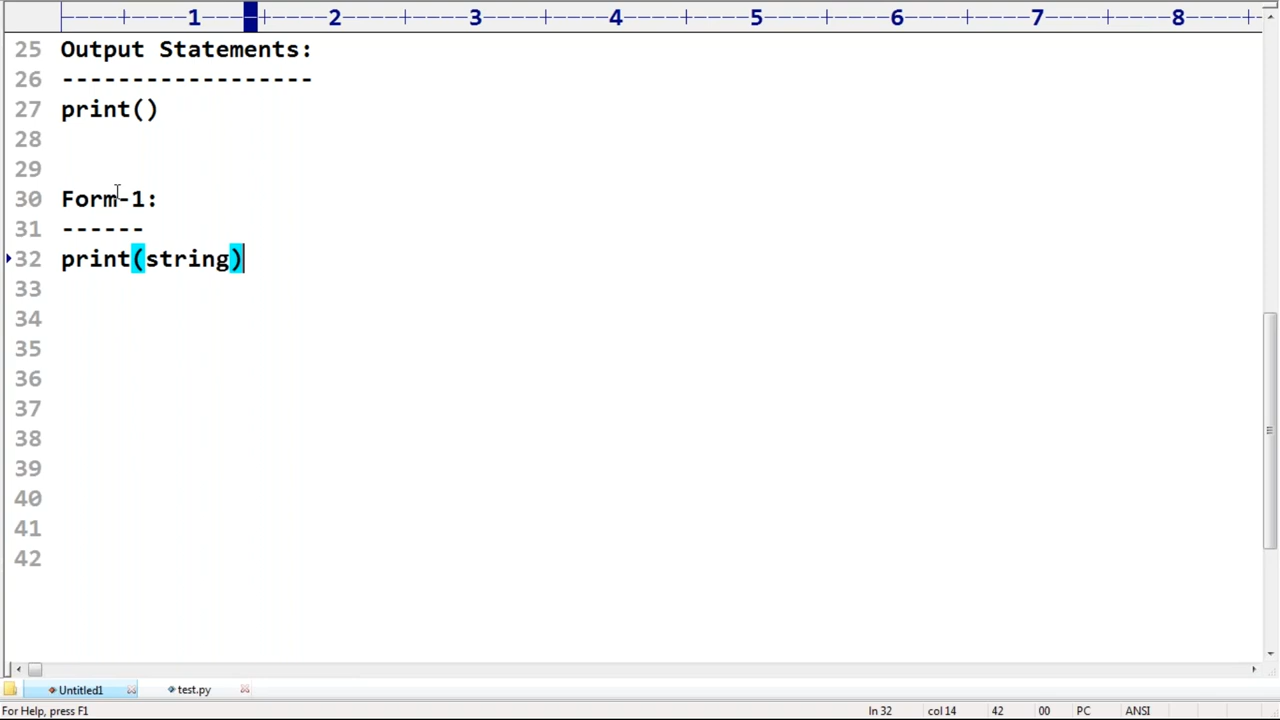 1 2 3 4 5 6 7 8
25 Output Statements:
26 ------------------
27 print()
28
29
30 Form-1:
31 ------
32 print(string)
33
34
35
36
37
38
39
40
41
42
Untitled1 test.py
For Help, press F1 ln 32 col 14 42 00 PC ANSI